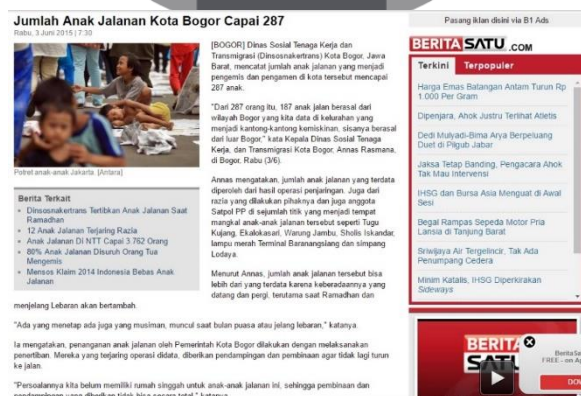 Jumlah Anak Jalanan Kota Bogor Capai 287
Rabu, 3 Juni 2015 | 7:30
[BOGOR] Dinas Sosial Tenaga Kerja dan
Transmigrasi (Dinsosnakertrans) Kota Bogor, Jawa
Barat, mencatat jumlah anak jalanan yang menjadi
pengemis dan pengamen di kota tersebut mencapai
287 anak.
"Dari 287 orang itu, 187 anak jalan berasal dari
wilayah Bogor yang kita data di kelurahan yang
menjadi kantong-kantong kemiskinan, sisanya berasal
dari luar Bogor," kata Kepala Dinas Sosial Tenaga
Kerja, dan Transmigrasi Kota Bogor, Annas Rasmana,
di Bogor, Rabu (3/6).
Potret anak-anak Jakarta. [Antara]
Berita Terkait
Dinsosnakertrans Tertibkan Anak Jalanan Saat
Ramadhan
12 Anak Jalanan Terjaring Razia
Anak Jalanan Di NTT Capai 3.762 Orang
80% Anak Jalanan Disuruh Orang Tua
Mengemis
Mensos Klaim 2014 Indonesia Bebas Anak
Jalanan
Annas mengatakan, jumlah anak jalanan yang terdata
diperoleh dari hasil operasi penjaringan. Juga dari
razia yang dilakukan pihaknya dan juga anggota
Satpol PP di sejumlah titik yang menjadi tempat
mangkal anak-anak jalanan tersebut seperti Tugu
Kujang, Ekalokasari, Warung Jambu, Sholis Iskandar,
lampu merah Terminal Baranangsiang dan simpang
Lodaya.
Menurut Annas, jumlah anak jalanan tersebut bisa
lebih dari yang terdata karena keberadaannya yang
datang dan pergi, terutama saat Ramadhan dan
menjelang Lebaran akan bertambah.
"Ada yang menetap ada juga yang musiman, muncul saat bulan puasa atau jelang lebaran," katanya.
Ia mengatakan, penanganan anak jalanan oleh Pemerintah Kota Bogor dilakukan dengan melaksanakan
penertiban. Mereka yang terjaring operasi didata, diberikan pendampingan dan pembinaan agar tidak lagi turun
ke jalan.
"Persoalannya kita belum memiliki rumah singgah untuk anak-anak jalanan ini, sehingga pembinaan dan
pendampingan yang diberikan tidak bisa secara total," katanya.
Pasang iklan disini via B1 Ads
BERITA SATU .COM
Terkini Terpopuler
Harga Emas Batangan Antam Turun Rp
1.000 Per Gram
Dipenjara, Ahok Justru Terlihat Atletis
Dedi Mulyadi-Bima Arya Berpeluang
Duet di Pilgub Jabar
Jaksa Tetap Banding, Pengacara Ahok
Tak Mau Intervensi
IHSG dan Bursa Asia Menguat di Awal
Sesi
Begal Rampas Sepeda Motor Pria
Lansia di Tanjung Barat
Sriwijaya Air Tergelincir, Tak Ada
Penumpang Cedera
Minim Katalis, IHSG Diperkirakan
Sideways
BERITA
SATU